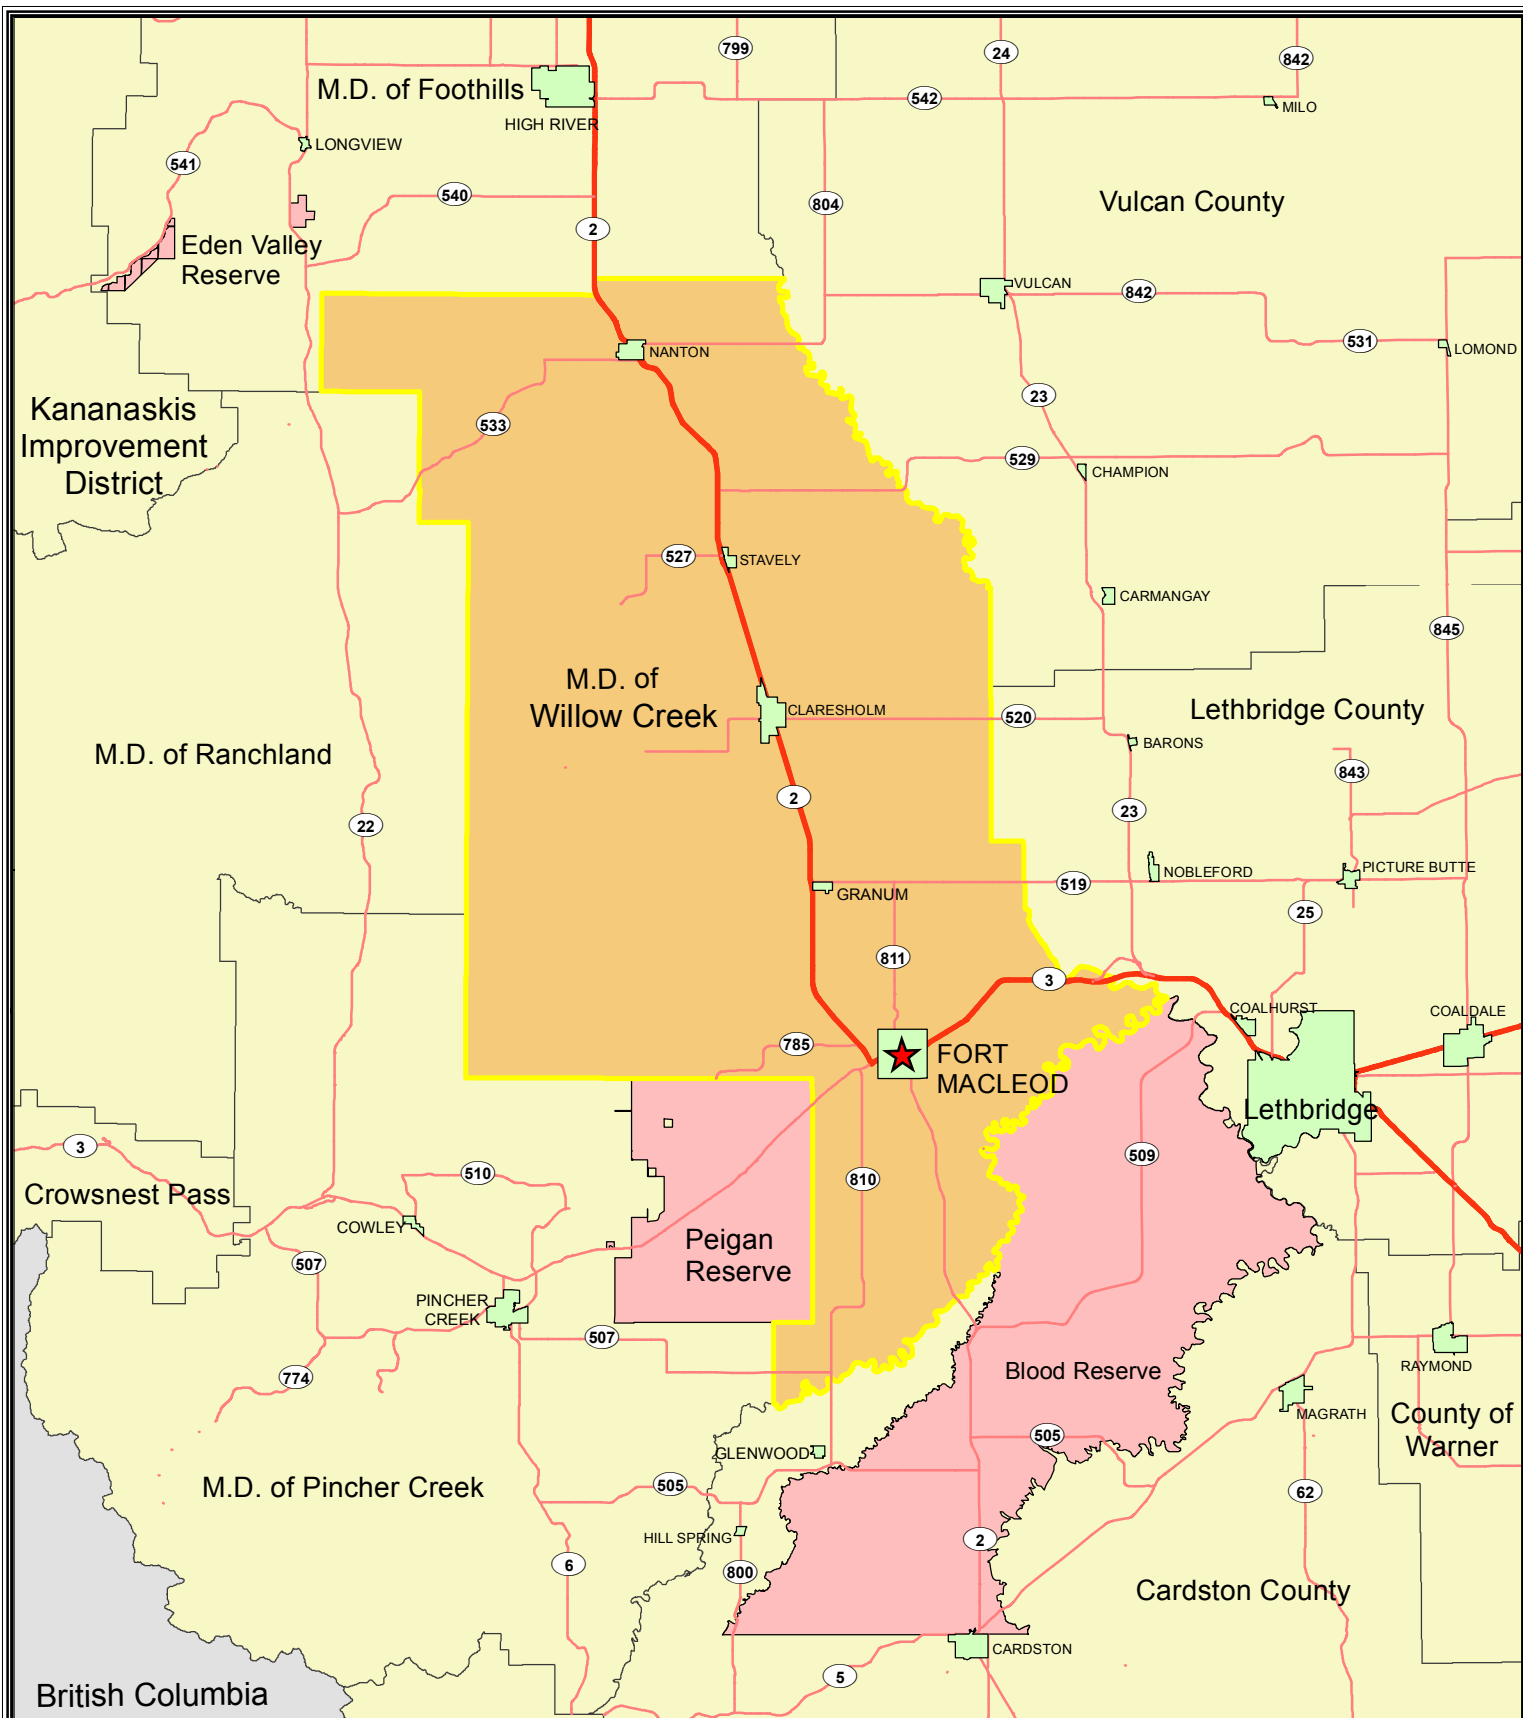 799
24
842
M.D. of Foothills
542
MILO
HIGH RIVER
LONGVIEW
541
540
804
Vulcan County
2
Eden Valley
Reserve
VULCAN
842
531
NANTON
LOMOND
23
Kananaskis
Improvement
District
533
529
CHAMPION
527
STAVELY
CARMANGAY
845
M.D. of
Willow Creek
CLARESHOLM
520
Lethbridge County
BARONS
M.D. of Ranchland
843
2
23
22
NOBLEFORD
PICTURE BUTTE
519
GRANUM
25
811
3
COALHURST
COALDALE
785
FORT
MACLEOD
Lethbridge
3
509
510
810
Crowsnest Pass
COWLEY
Peigan
Reserve
507
PINCHER
CREEK
507
RAYMOND
Blood Reserve
774
MAGRATH
County of
Warner
505
GLENWOOD
M.D. of Pincher Creek
505
62
HILL SPRING
2
6
800
Cardston County
CARDSTON
5
British Columbia